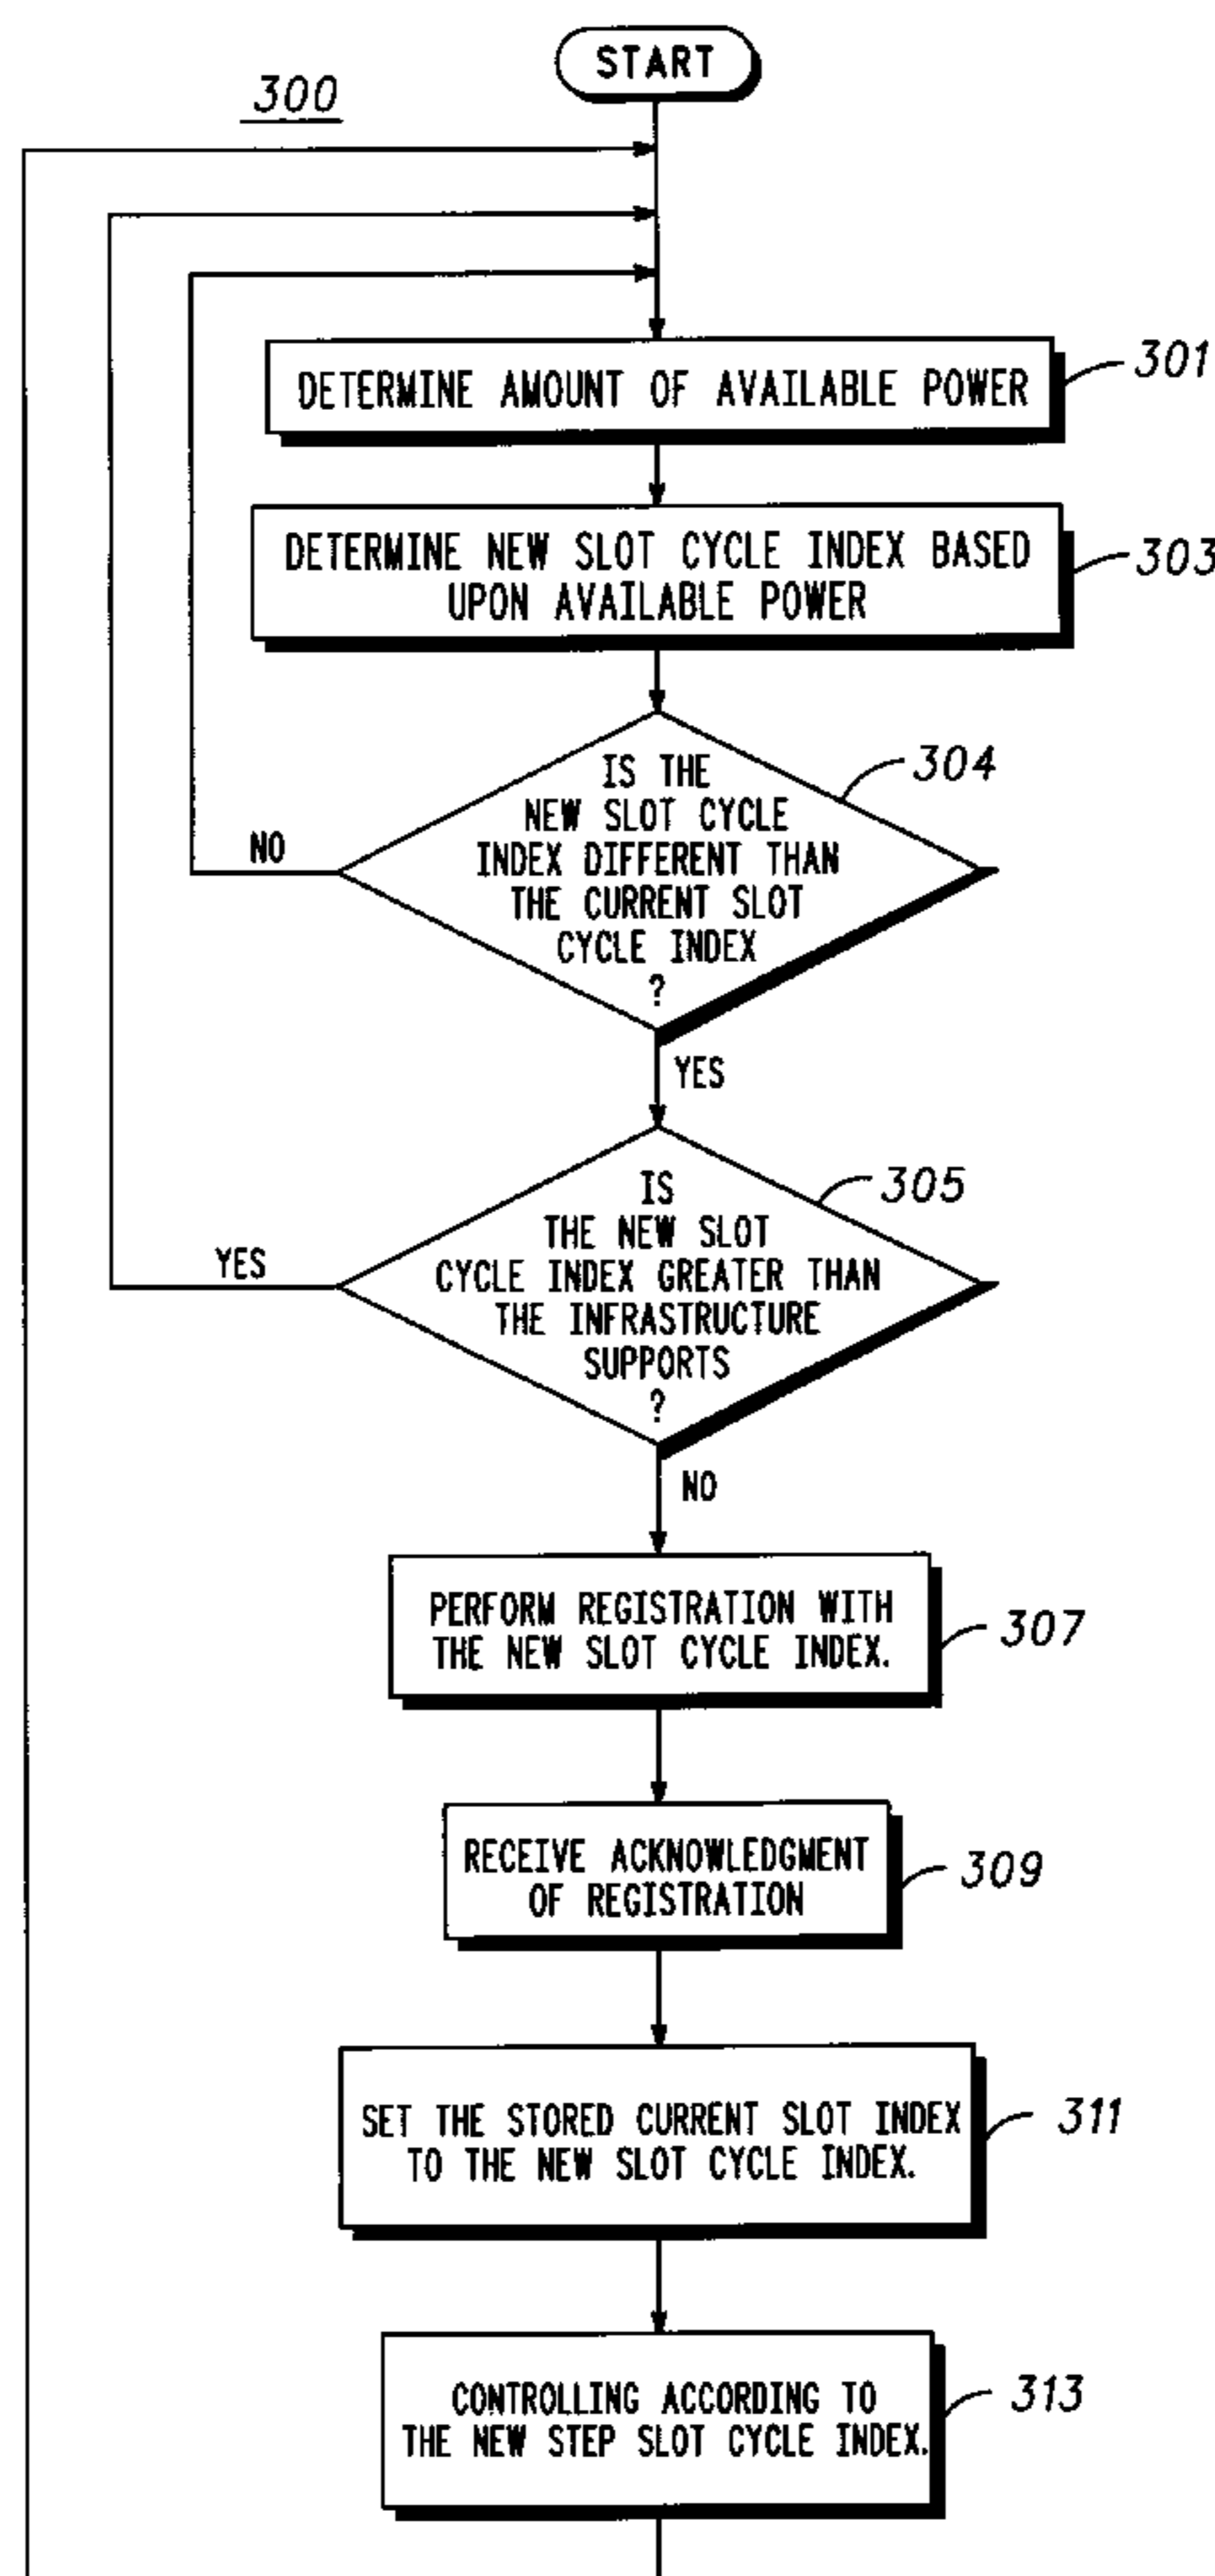 START
300
DETERMINE AMOUNT OF AVAILABLE POWER
301
DETERMINE NEW SLOT CYCLE INDEX BASED
UPON AVAILABLE POWER
303
IS THE
NEW SLOT CYCLE
INDEX DIFFERENT THAN
THE CURRENT SLOT
CYCLE INDEX
?
304
NO
YES
IS
THE NEW SLOT
CYCLE INDEX GREATER THAN
THE INFRASTRUCTURE
SUPPORTS
?
305
YES
NO
PERFORM REGISTRATION WITH
THE NEW SLOT CYCLE INDEX.
307
RECEIVE ACKNOWLEDGMENT
OF REGISTRATION
309
SET THE STORED CURRENT SLOT INDEX
TO THE NEW SLOT CYCLE INDEX.
311
CONTROLLING ACCORDING TO
THE NEW STEP SLOT CYCLE INDEX.
313